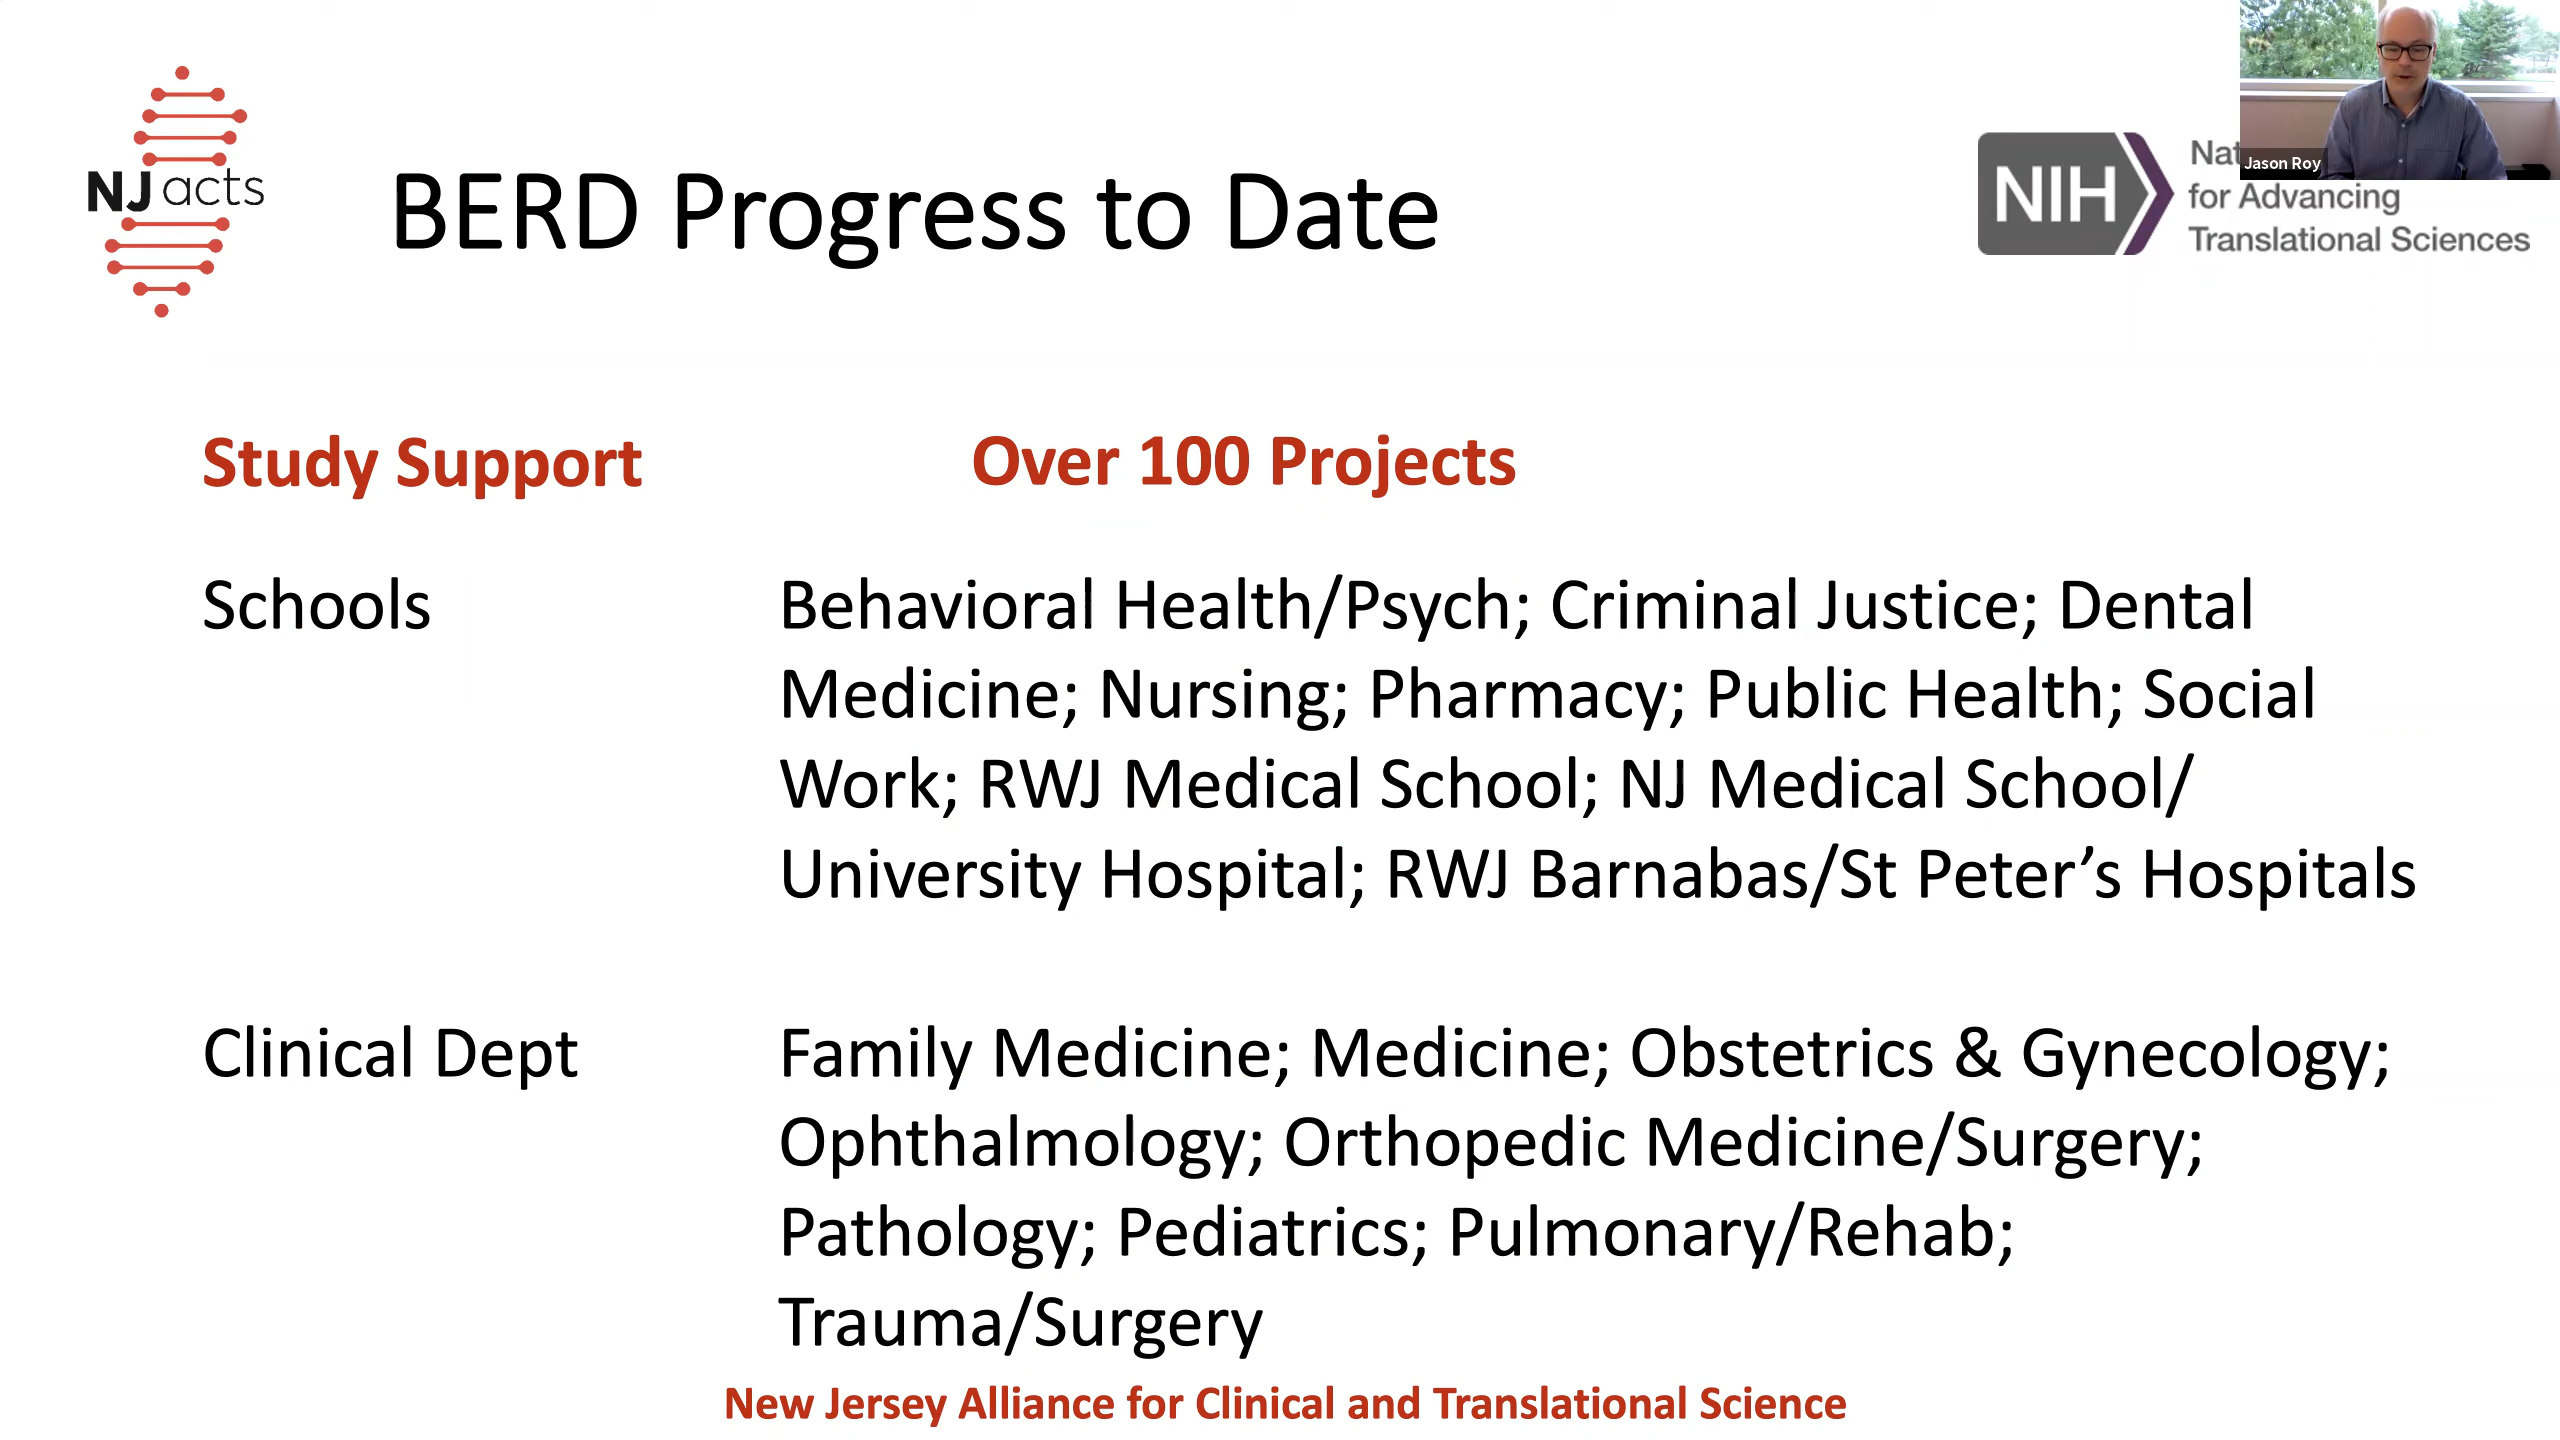 NJ acts
BERD Progress to Date
NIH
Nat
for Advancing
Translational Sciences
Jason Roy
Study Support
Over 100 Projects
Schools
Behavioral Health/Psych; Criminal Justice; Dental
Medicine; Nursing; Pharmacy; Public Health; Social
Work; RWJ Medical School; NJ Medical School/
University Hospital; RWJ Barnabas/St Peter’s Hospitals
Clinical Dept
Family Medicine; Medicine; Obstetrics & Gynecology;
Ophthalmology; Orthopedic Medicine/Surgery;
Pathology; Pediatrics; Pulmonary/Rehab;
Trauma/Surgery
New Jersey Alliance for Clinical and Translational Science